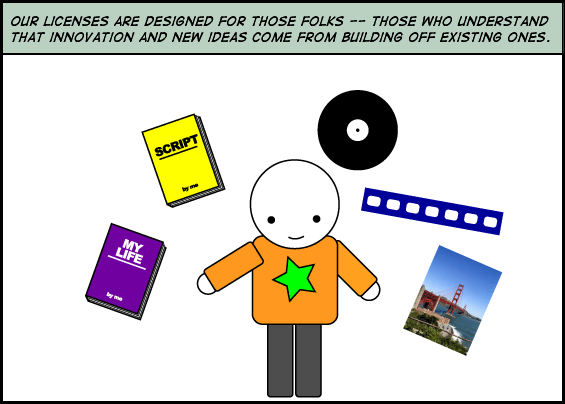 OUR LICENSES ARE DESIGNED FOR THOSE FOLKS -- THOSE WHO UNDERSTAND
THAT INNOVATION AND NEW IDEAS COME FROM BUILDING OFF EXISTING ONES.
SCRIPT
by me
MY
LIFE
by me